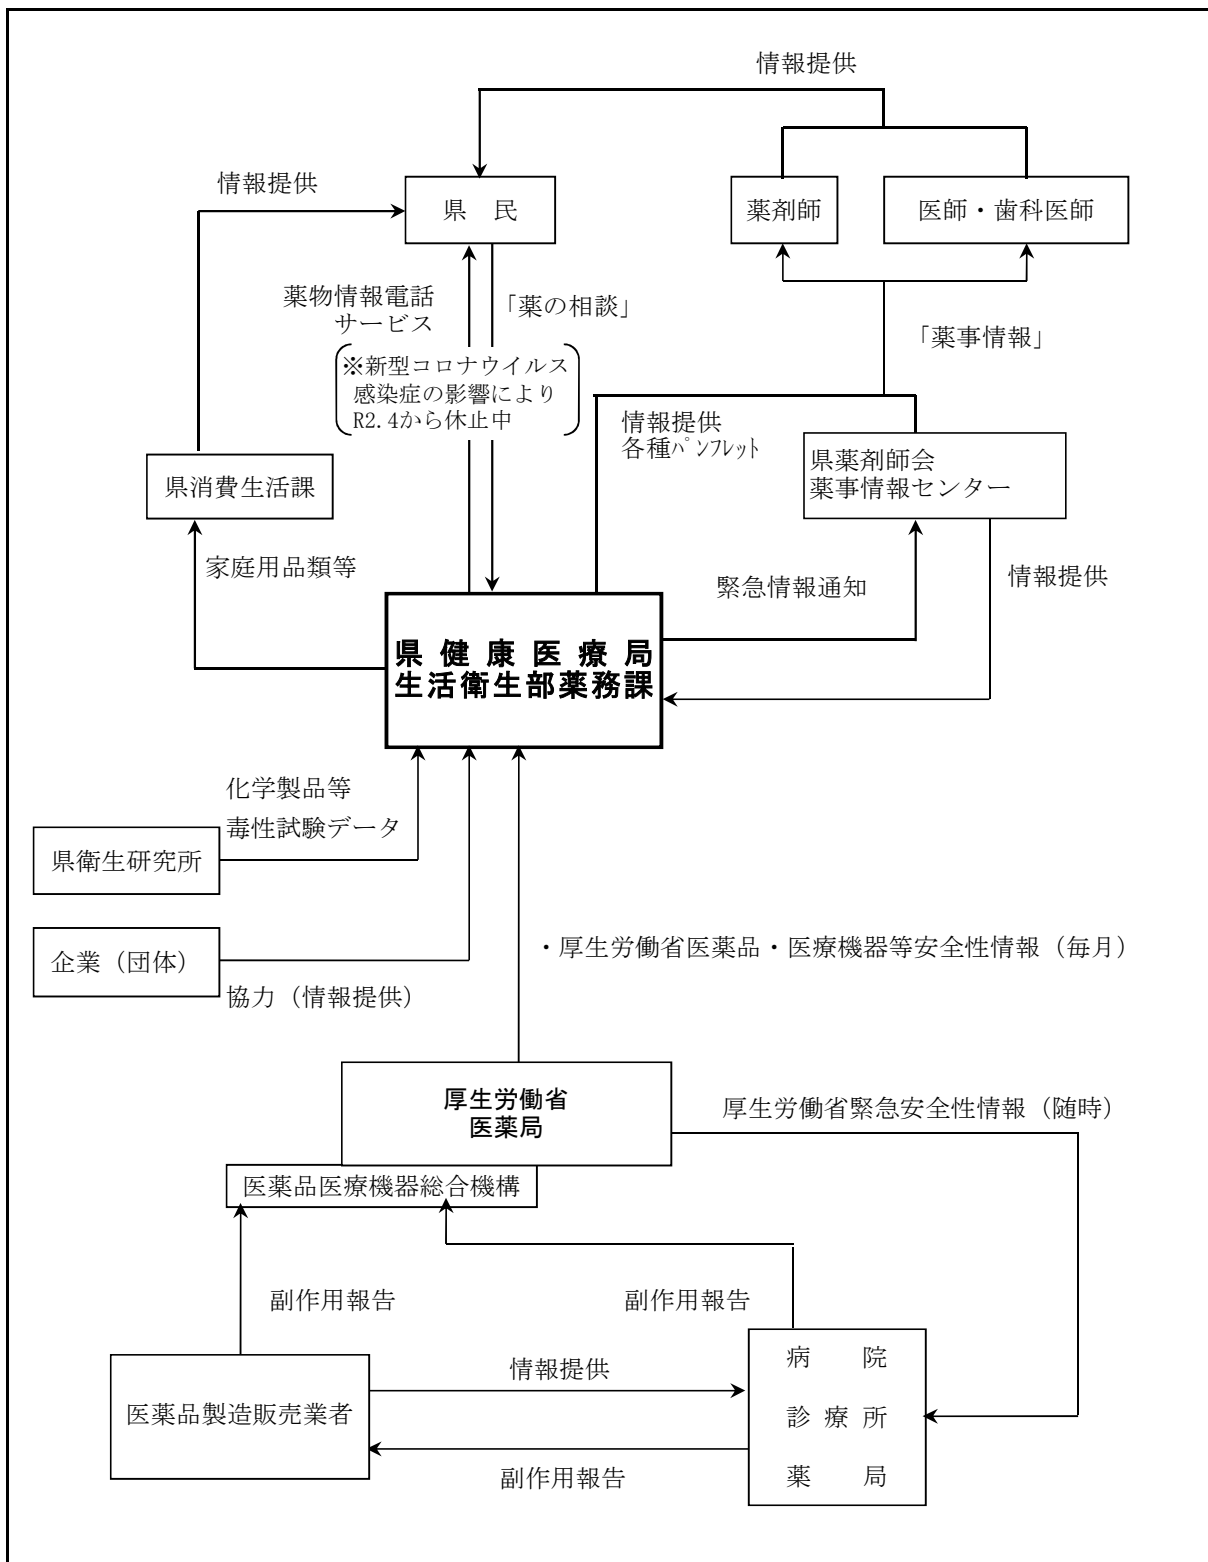 情報提供
情報提供
県　民
薬剤師
医師・歯科医師
薬物情報電話
サービス
「薬の相談」
「薬事情報」
※新型コロナウイルス
感染症の影響により
R2.4から休止中
情報提供
各種パンフレット
県薬剤師会
薬事情報センター
県消費生活課
家庭用品類等
緊急情報通知
情報提供
県健康医療局
生活衛生部薬務課
化学製品等
毒性試験データ
県衛生研究所
企業（団体）
協力（情報提供）
・厚生労働省医薬品・医療機器等安全性情報（毎月）
厚生労働省
医薬局
厚生労働省緊急安全性情報（随時）
医薬品医療機器総合機構
副作用報告
副作用報告
医薬品製造販売業者
情報提供
副作用報告
病　院
診療所
薬　局